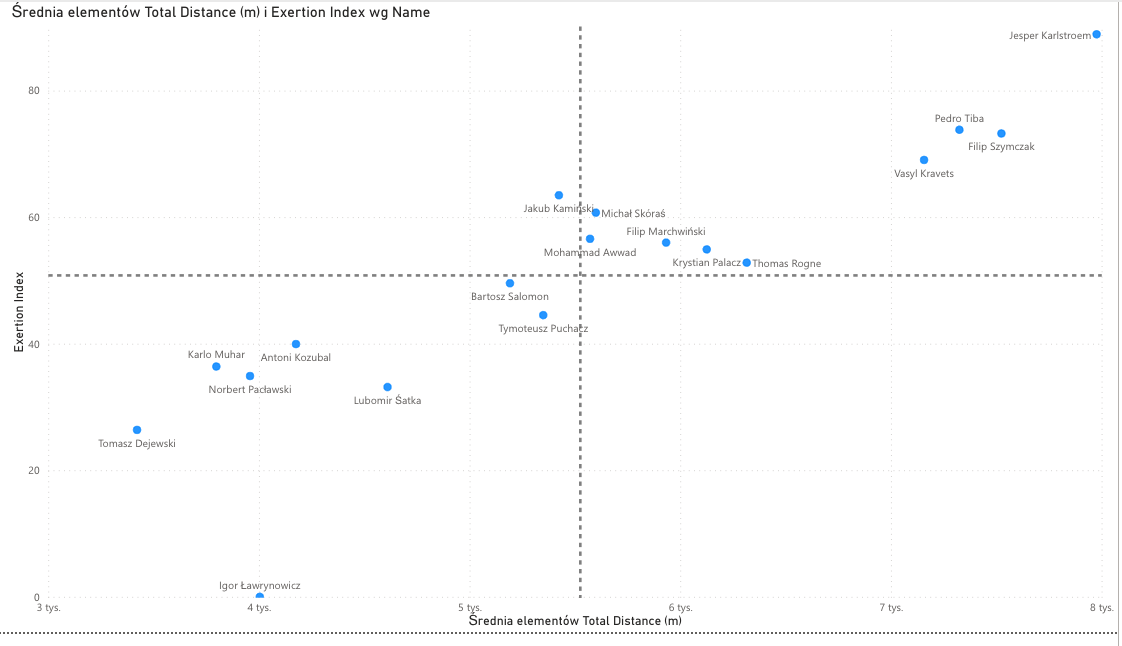 Średnia elementów Total Distance (m) i Exertion Index wg Name
Jesper Karlstroem
80
Pedro Tiba
Filip Szymczak
Vasyl Kravets
Jakub Kamiński
Michał Skóraś
60
Filip Marchwiński
Mohammad Awwad
Krystian Palacz
Thomas Rogne
Exertion Index
Bartosz Salomon
Tymoteusz Puchacz
40
Karlo Muhar
Antoni Kozubal
Norbert Pacławski
Lubomir Śatka
Tomasz Dejewski
20
Igor Ławrynowicz
0
3 tys.
4 tys.
5 tys.
6 tys.
7 tys.
8 tys.
Średnia elementów Total Distance (m)